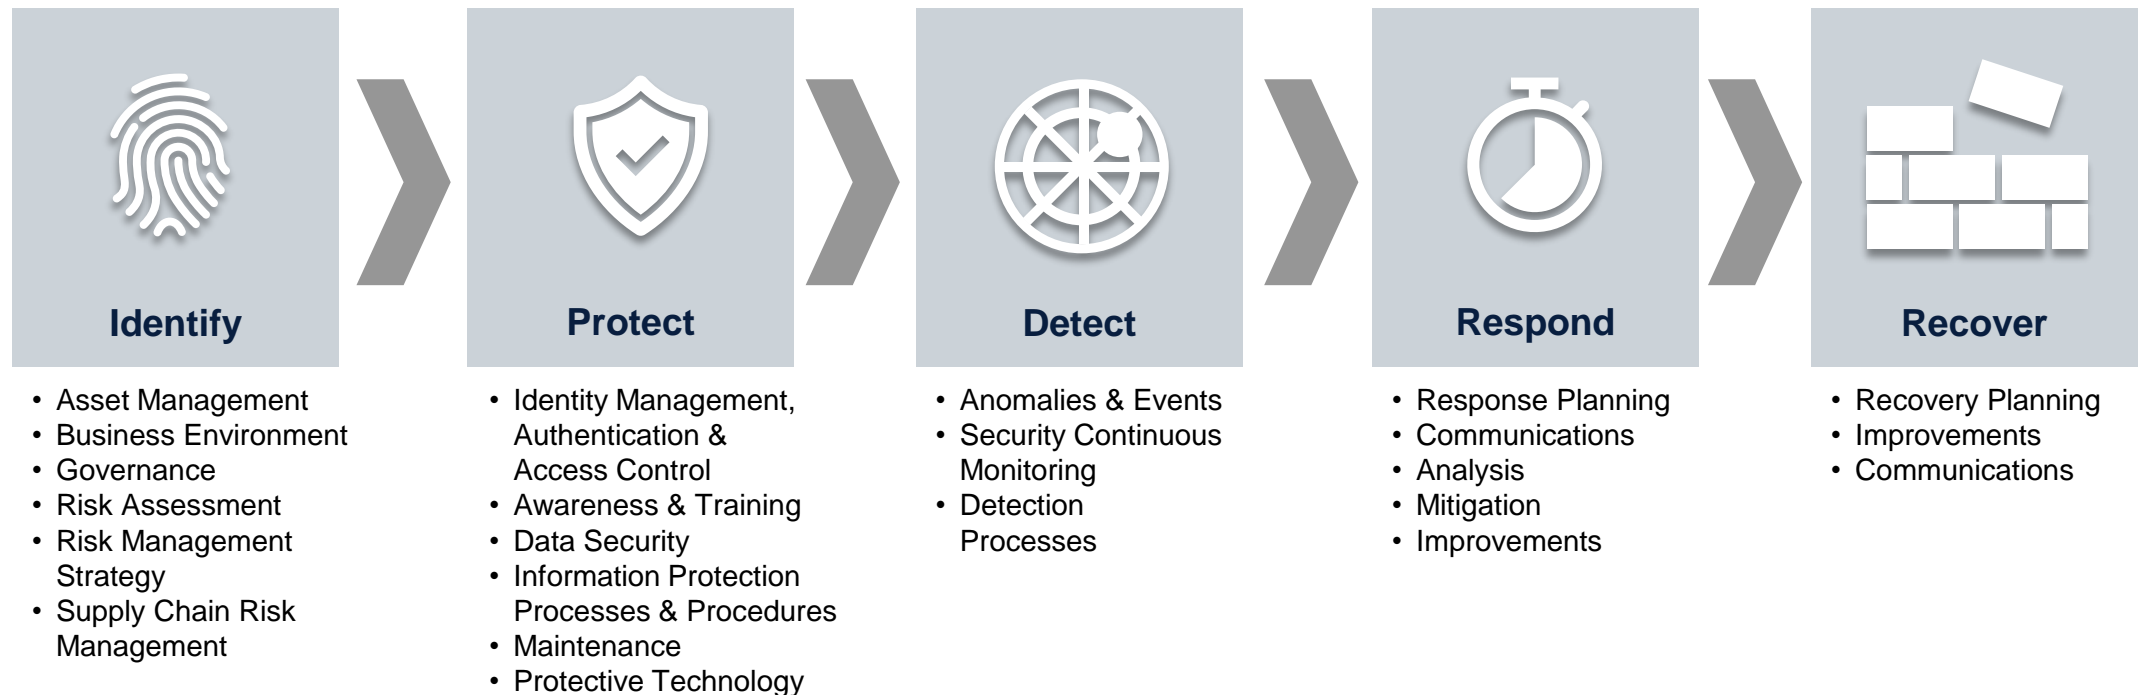 Identify
• Asset Management
• Business Environment
• Governance
• Risk Assessment
• Risk Management
Strategy
• Supply Chain Risk
Management
Protect
• Identity Management,
Authentication &
Access Control
• Awareness & Training
• Data Security
• Information Protection
Processes & Procedures
• Maintenance
• Protective Technology
Detect
• Anomalies & Events
• Security Continuous
Monitoring
• Detection
Processes
Respond
• Response Planning
• Communications
• Analysis
• Mitigation
• Improvements
Recover
• Recovery Planning
• Improvements
• Communications